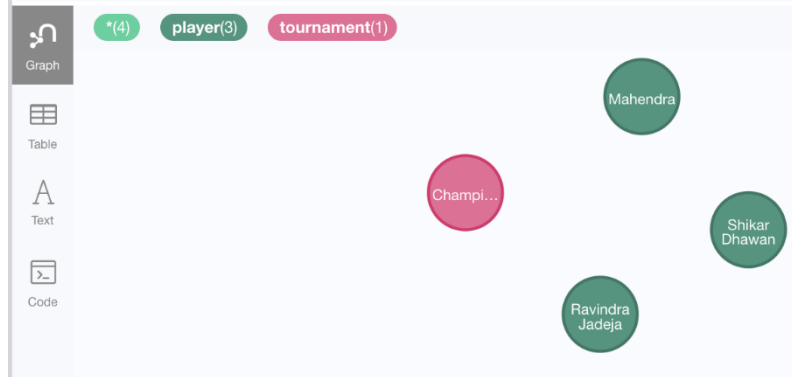 *(4) player(3) tournament(1)
Graph
Table
Text
Code
Mahendra
Champi...
Shikar
Dhawan
Ravindra
Jadeja